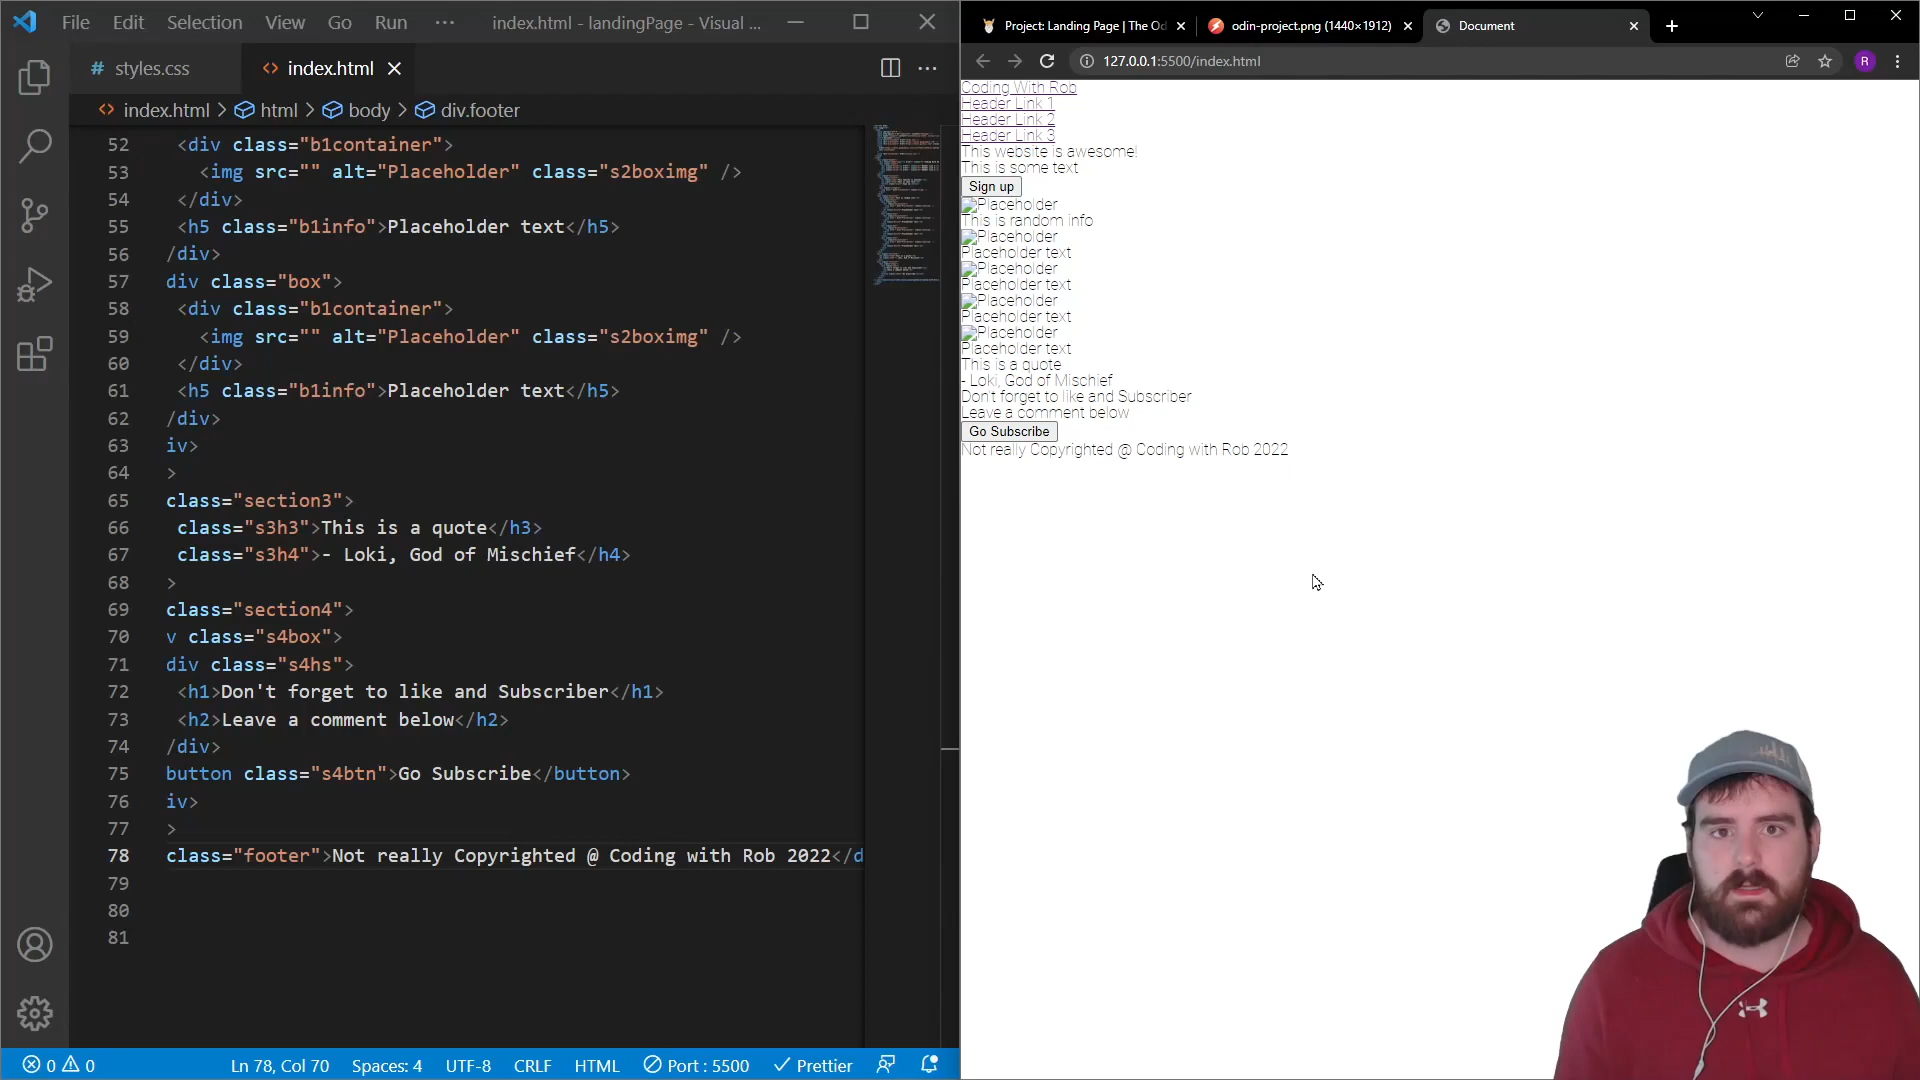 File Edit Selection View Go Run ··· index.html - landingPage - Visual ...
# styles.css <> index.html
<> index.html > html > body > div.footer
52 <div class="b1container">
53 <img src="" alt="Placeholder" class="s2boximg" />
54 </div>
55 <h5 class="b1info">Placeholder text</h5>
56 /div>
57 div class="box">
58 <div class="b1container">
59 <img src="" alt="Placeholder" class="s2boximg" />
60 </div>
61 <h5 class="b1info">Placeholder text</h5>
62 /div>
63 iv>
64 >
65 class="section3">
66 class="s3h3">This is a quote</h3>
67 class="s3h4">- Loki, God of Mischief</h4>
68 >
69 class="section4">
70 v class="s4box">
71 div class="s4hs">
72 <h1>Don't forget to like and Subscriber</h1>
73 <h2>Leave a comment below</h2>
74 /div>
75 button class="s4btn">Go Subscribe</button>
76 iv>
77 >
78 class="footer">Not really Copyrighted @ Coding with Rob 2022</d
79
80
81
0 0 Ln 78, Col 70 Spaces: 4 UTF-8 CRLF HTML Port : 5500 Prettier
Project: Landing Page | The Od odin-project.png (1440×1912) Document
127.0.0.1:5500/index.html R
Coding With Rob
Header Link 1
Header Link 2
Header Link 3
This website is awesome!
This is some text
Sign up
Placeholder
This is random info
Placeholder
Placeholder text
Placeholder
Placeholder text
Placeholder
Placeholder text
Placeholder
Placeholder text
This is a quote
- Loki, God of Mischief
Don't forget to like and Subscriber
Leave a comment below
Go Subscribe
Not really Copyrighted @ Coding with Rob 2022